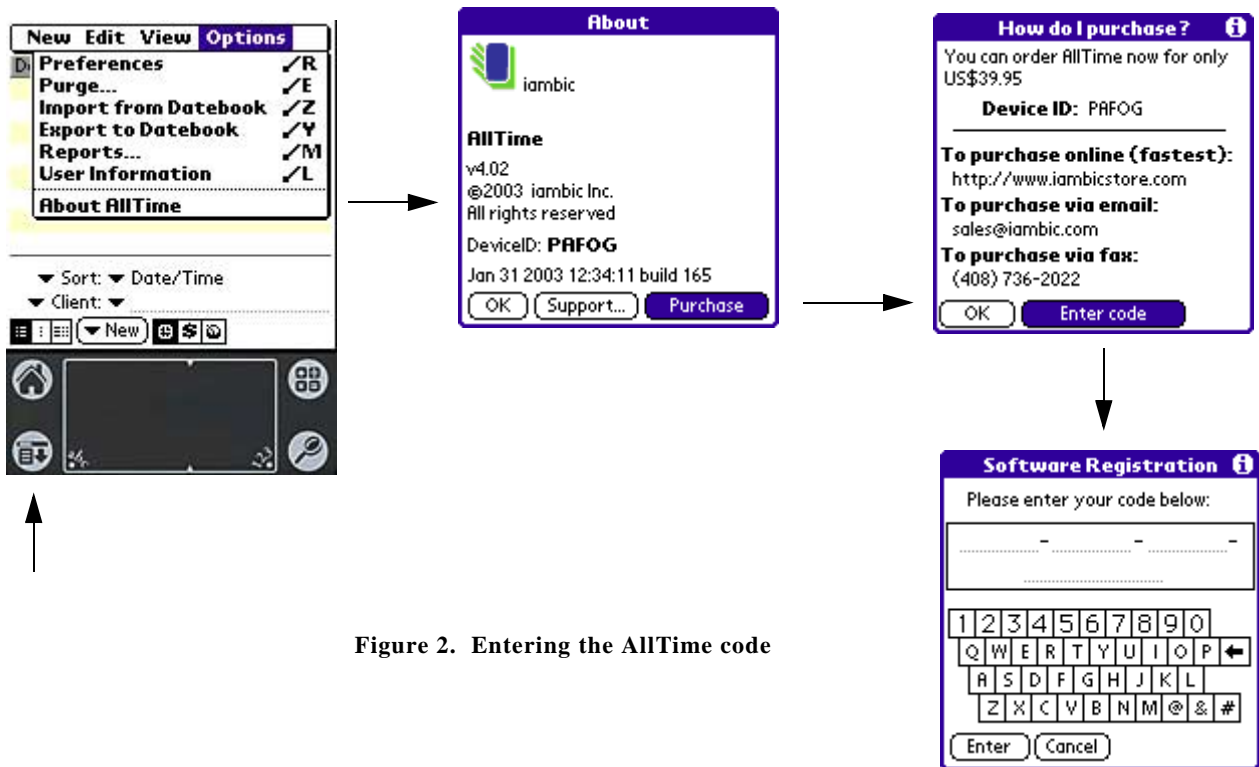 New Edit View Options
Preferences /R
Purge... /E
Import from Datebook /Z
Export to Datebook /Y
Reports... /M
User Information /L
About AllTime
Sort: Date/Time
Client:
New
About
iambic
AllTime
v4.02
©2003 iambic Inc.
All rights reserved
DeviceID: PAFOG
Jan 31 2003 12:34:11 build 165
OK Support... Purchase
How do I purchase? i
You can order AllTime now for only
US$39.95
Device ID: PAFOG
To purchase online (fastest):
http://www.iambicstore.com
To purchase via email:
sales@iambic.com
To purchase via fax:
(408) 736-2022
OK Enter code
Software Registration i
Please enter your code below:
- - -
1 2 3 4 5 6 7 8 9 0
Q W E R T Y U I O P
A S D F G H J K L
Z X C V B N M @ & #
Enter Cancel
Figure 2. Entering the AllTime code